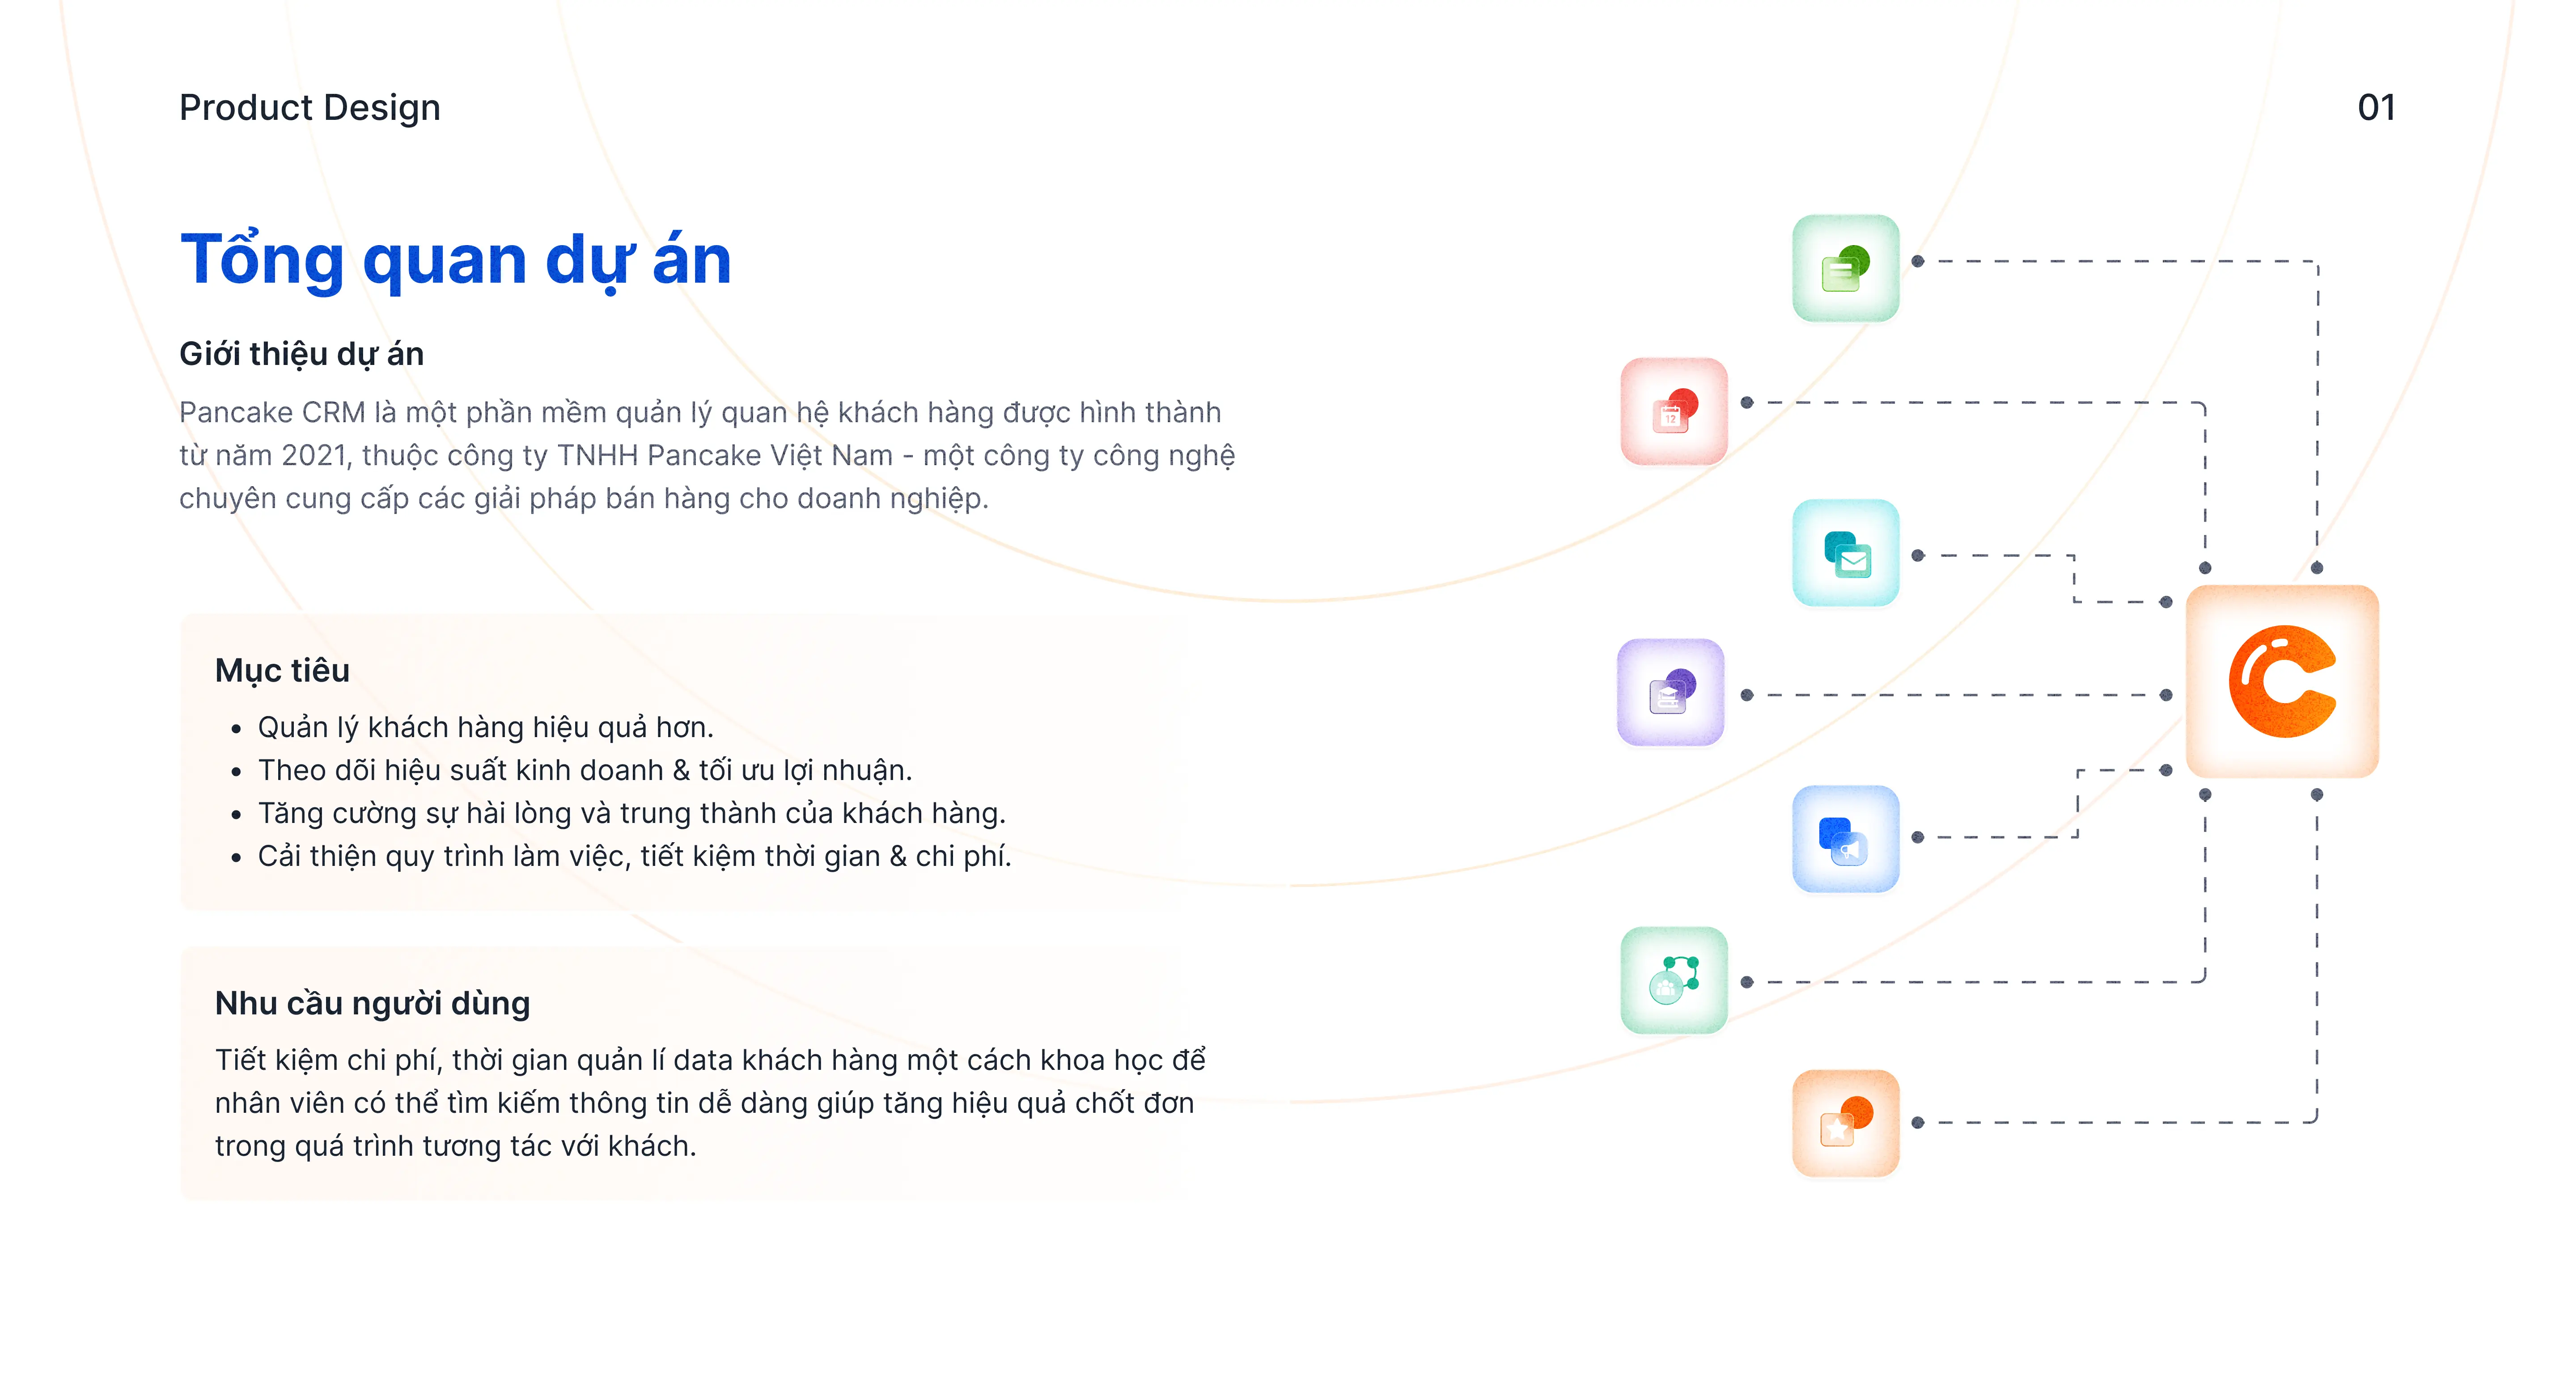 Product Design
01
Tổng quan dự án
Giới thiệu dự án
Pancake CRM là một phần mềm quản lý quan hệ khách hàng được hình thành
từ năm 2021, thuộc công ty TNHH Pancake Việt Nam - một công ty công nghệ
chuyên cung cấp các giải pháp bán hàng cho doanh nghiệp.
Mục tiêu
• Quản lý khách hàng hiệu quả hơn.
• Theo dõi hiệu suất kinh doanh & tối ưu lợi nhuận.
• Tăng cường sự hài lòng và trung thành của khách hàng.
• Cải thiện quy trình làm việc, tiết kiệm thời gian & chi phí.
Nhu cầu người dùng
Tiết kiệm chi phí, thời gian quản lí data khách hàng một cách khoa học để
nhân viên có thể tìm kiếm thông tin dễ dàng giúp tăng hiệu quả chốt đơn
trong quá trình tương tác với khách.
12